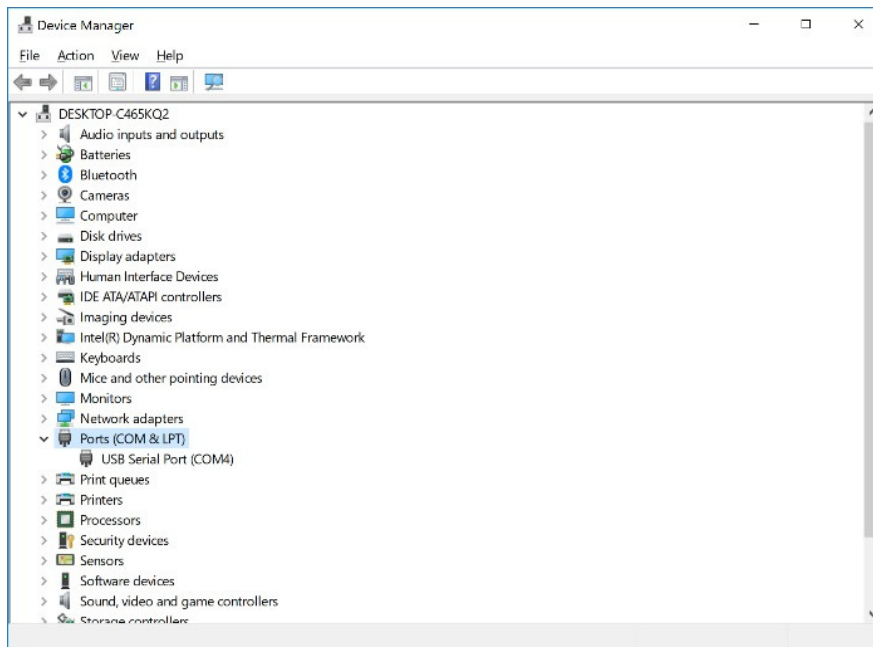 Device Manager
File Action View Help
DESKTOP-C465KQ2
Audio inputs and outputs
Batteries
Bluetooth
Cameras
Computer
Disk drives
Display adapters
Human Interface Devices
IDE ATA/ATAPI controllers
Imaging devices
Intel(R) Dynamic Platform and Thermal Framework
Keyboards
Mice and other pointing devices
Monitors
Network adapters
Ports (COM & LPT)
USB Serial Port (COM4)
Print queues
Printers
Processors
Security devices
Sensors
Software devices
Sound, video and game controllers
Storage controllers